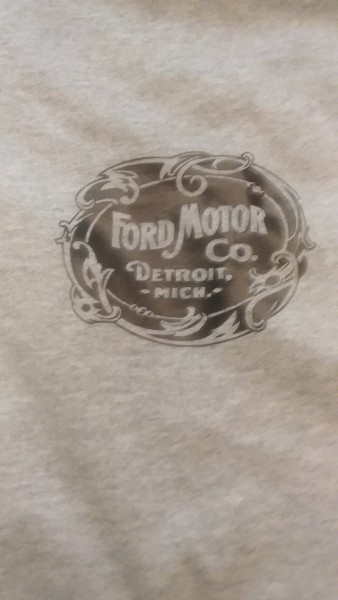 FORD MOTOR
CO.
DETROIT,
-MICH.-